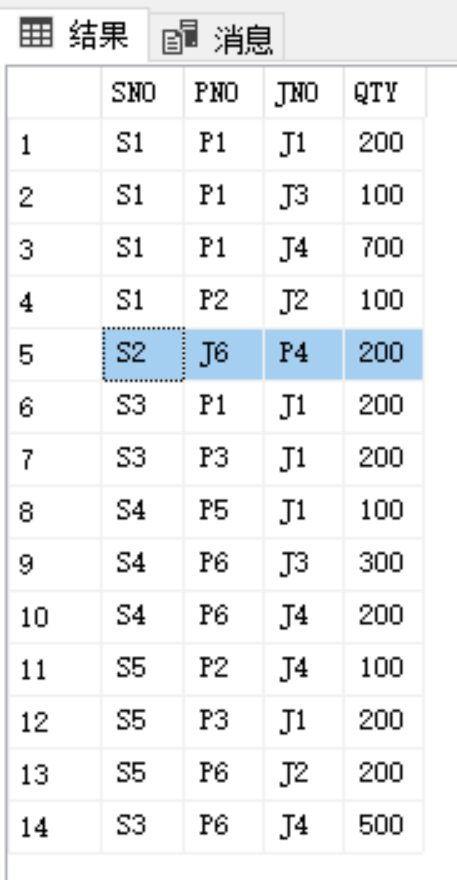 结果 消息
SNO PNO JNO QTY
1 S1 P1 J1 200
2 S1 P1 J3 100
3 S1 P1 J4 700
4 S1 P2 J2 100
5 S2 J6 P4 200
6 S3 P1 J1 200
7 S3 P3 J1 200
8 S4 P5 J1 100
9 S4 P6 J3 300
10 S4 P6 J4 200
11 S5 P2 J4 100
12 S5 P3 J1 200
13 S5 P6 J2 200
14 S3 P6 J4 500